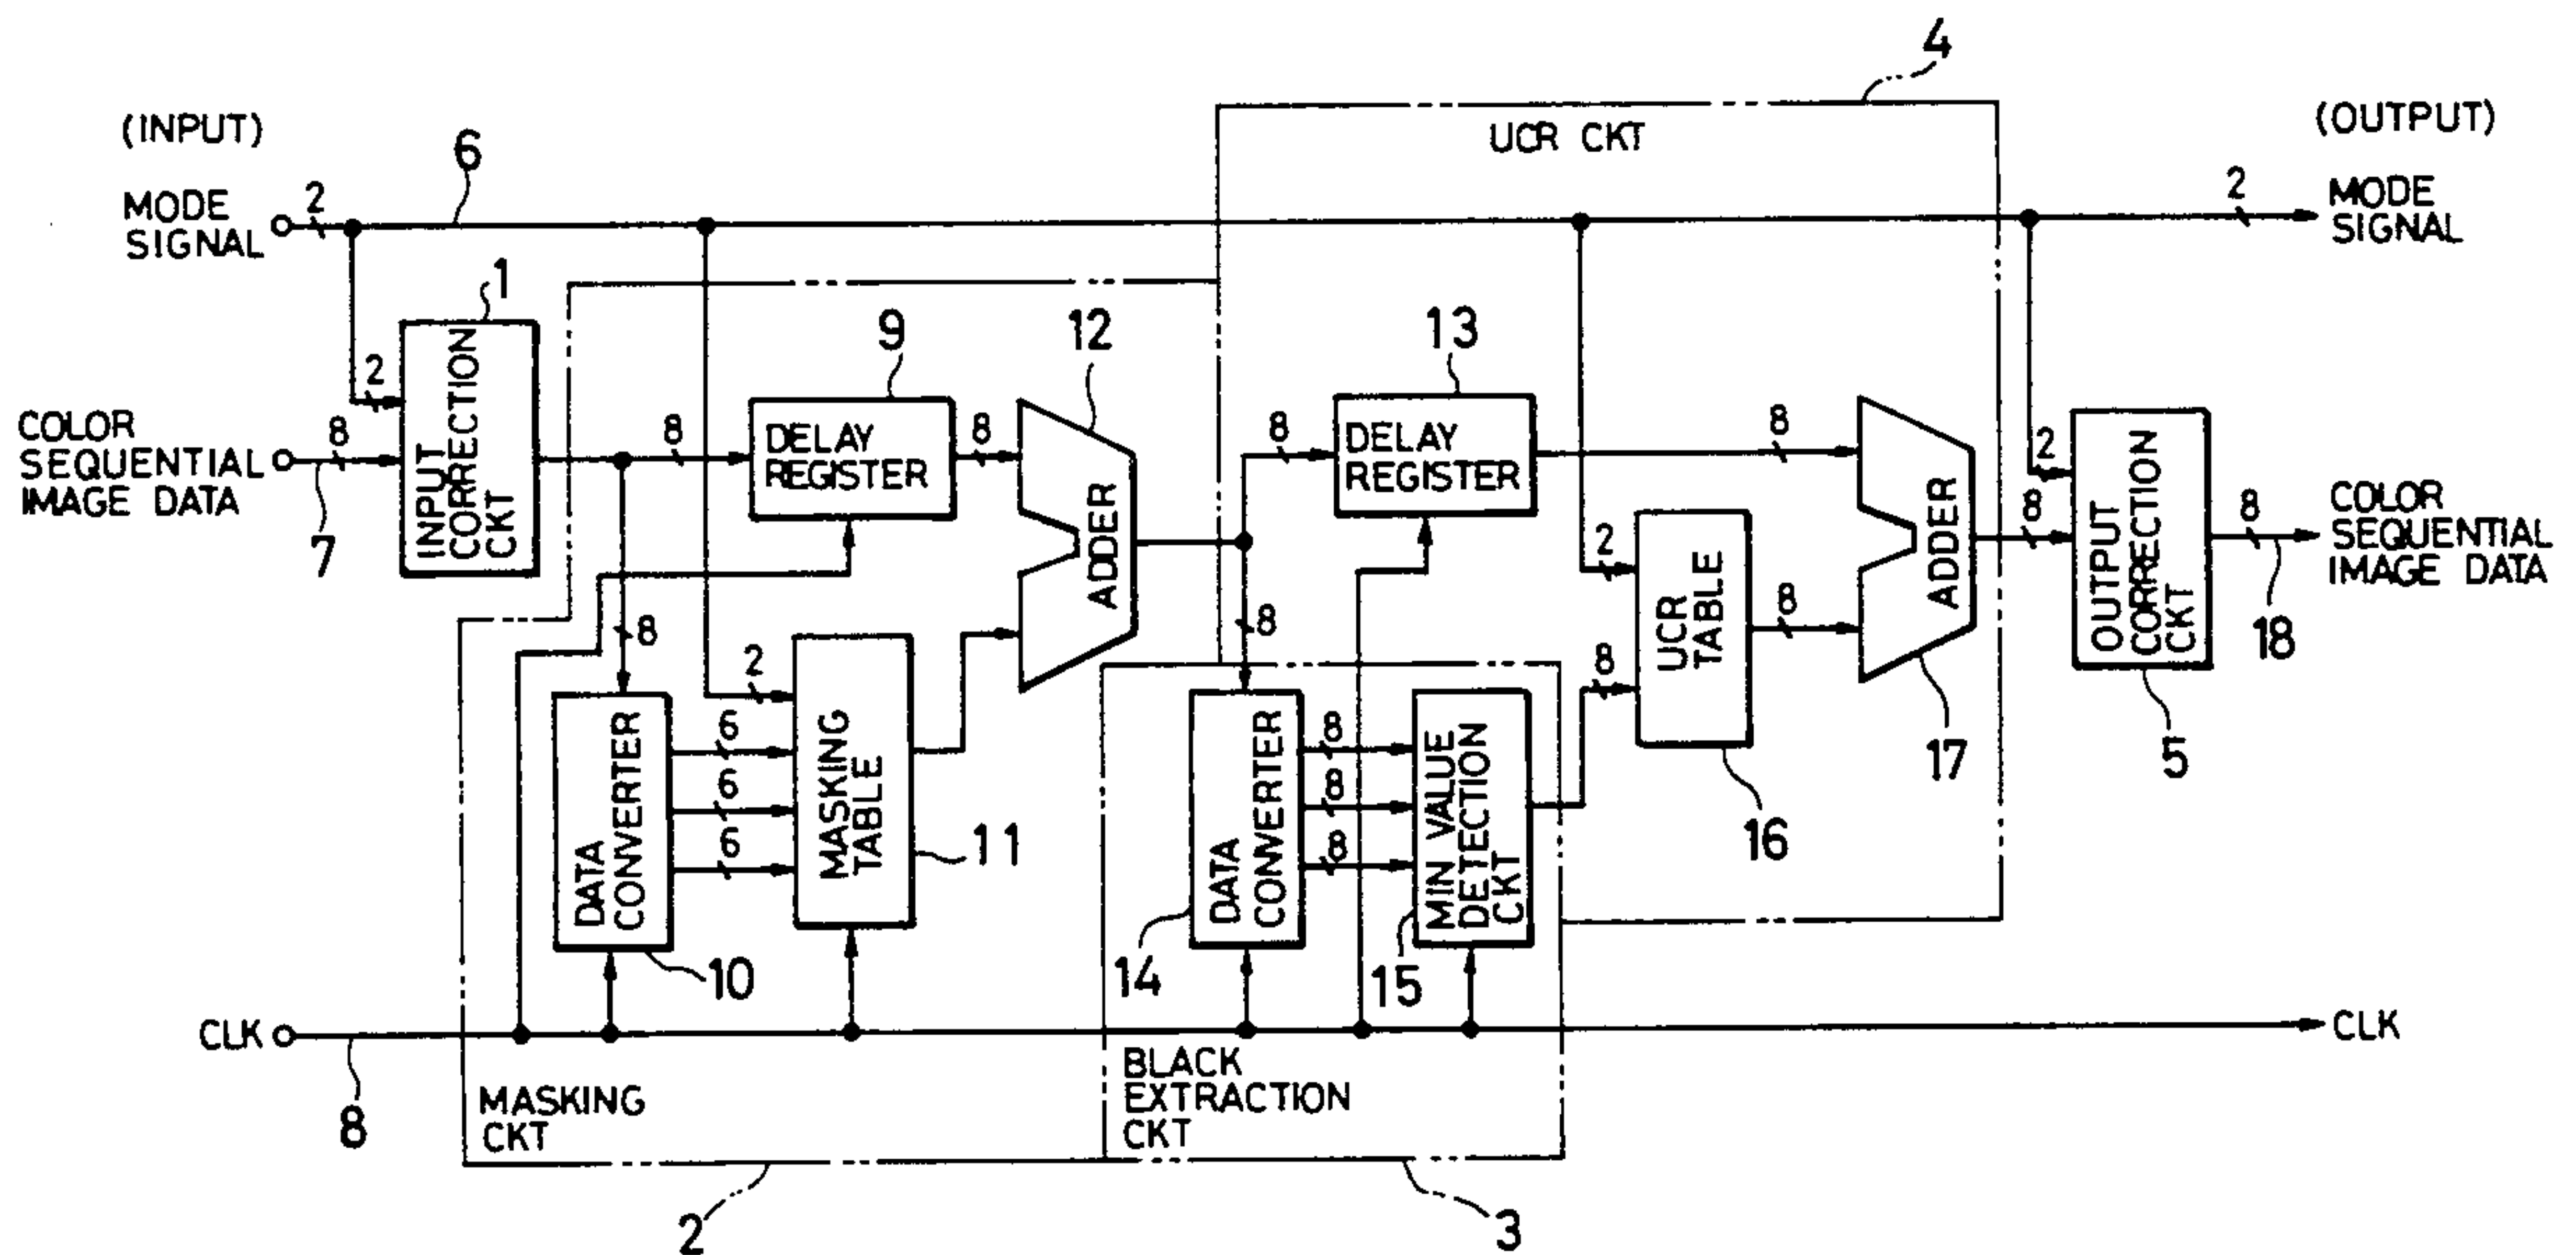 4
(INPUT)
(OUTPUT)
UCR CKT
6
2
2
MODE
SIGNAL
MODE
SIGNAL
1
9
12
13
2
INPUT
CORRECTION
CKT
COLOR
SEQUENTIAL
IMAGE DATA
8
7
8
DELAY
REGISTER
8
ADDER
8
DELAY
REGISTER
8
ADDER
2
8
OUTPUT
CORRECTION
CKT
8
COLOR
SEQUENTIAL
IMAGE DATA
18
5
8
2
MASKING
TABLE
11
DATA
CONVERTER
6
6
6
10
8
2
8
UCR
TABLE
8
16
17
DATA
CONVERTER
8
8
8
MIN VALUE
DETECTION
CKT
14
15
CLK
CLK
8
MASKING
CKT
BLACK
EXTRACTION
CKT
2
3